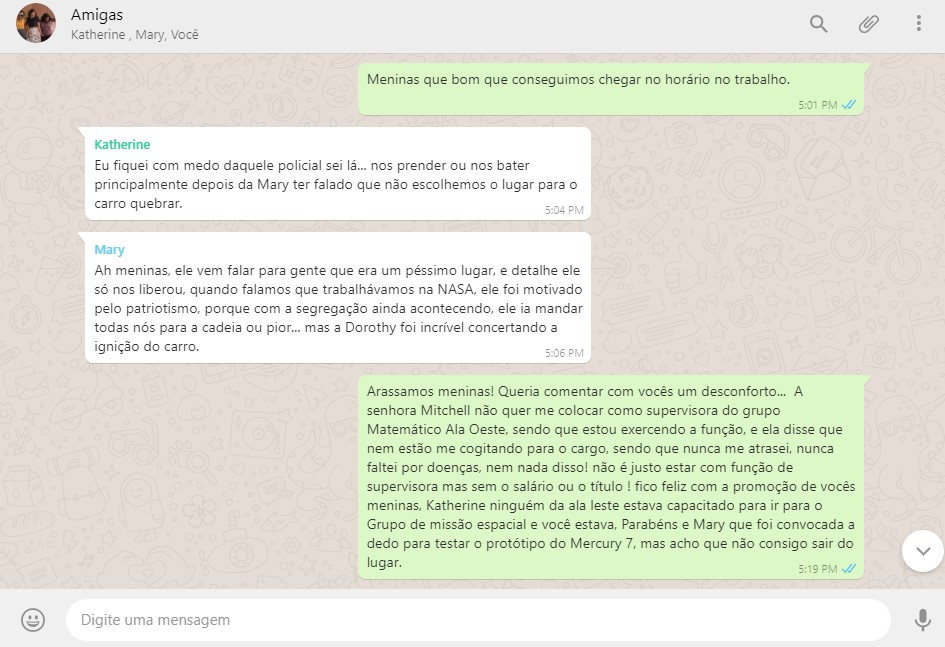 Amigas
Katherine , Mary, Você
Meninas que bom que conseguimos chegar no horário no trabalho.
5:01 PM
Katherine
Eu fiquei com medo daquele policial sei lá... nos prender ou nos bater
principalmente depois da Mary ter falado que não escolhemos o lugar para o
carro quebrar.
5:04 PM
Mary
Ah meninas, ele vem falar para gente que era um péssimo lugar, e detalhe ele
só nos liberou, quando falamos que trabalhávamos na NASA, ele foi motivado
pelo patriotismo, porque com a segregação ainda acontecendo, ele ia mandar
todas nós para a cadeia ou pior... mas a Dorothy foi incrível concertando a
ignição do carro.
5:06 PM
Arassamos meninas! Queria comentar com vocês um desconforto... A
senhora Mitchell não quer me colocar como supervisora do grupo
Matemático Ala Oeste, sendo que estou exercendo a função, e ela disse que
nem estão me cogitando para o cargo, sendo que nunca me atrasei, nunca
faltei por doenças, nem nada disso! não é justo estar com função de
supervisora mas sem o salário ou o título ! fico feliz com a promoção de vocês
meninas, Katherine ninguém da ala leste estava capacitado para ir para o
Grupo de missão espacial e você estava, Parabéns e Mary que foi convocada a
dedo para testar o protótipo do Mercury 7, mas acho que não consigo sair do
lugar.
5:19 PM
Digite uma mensagem